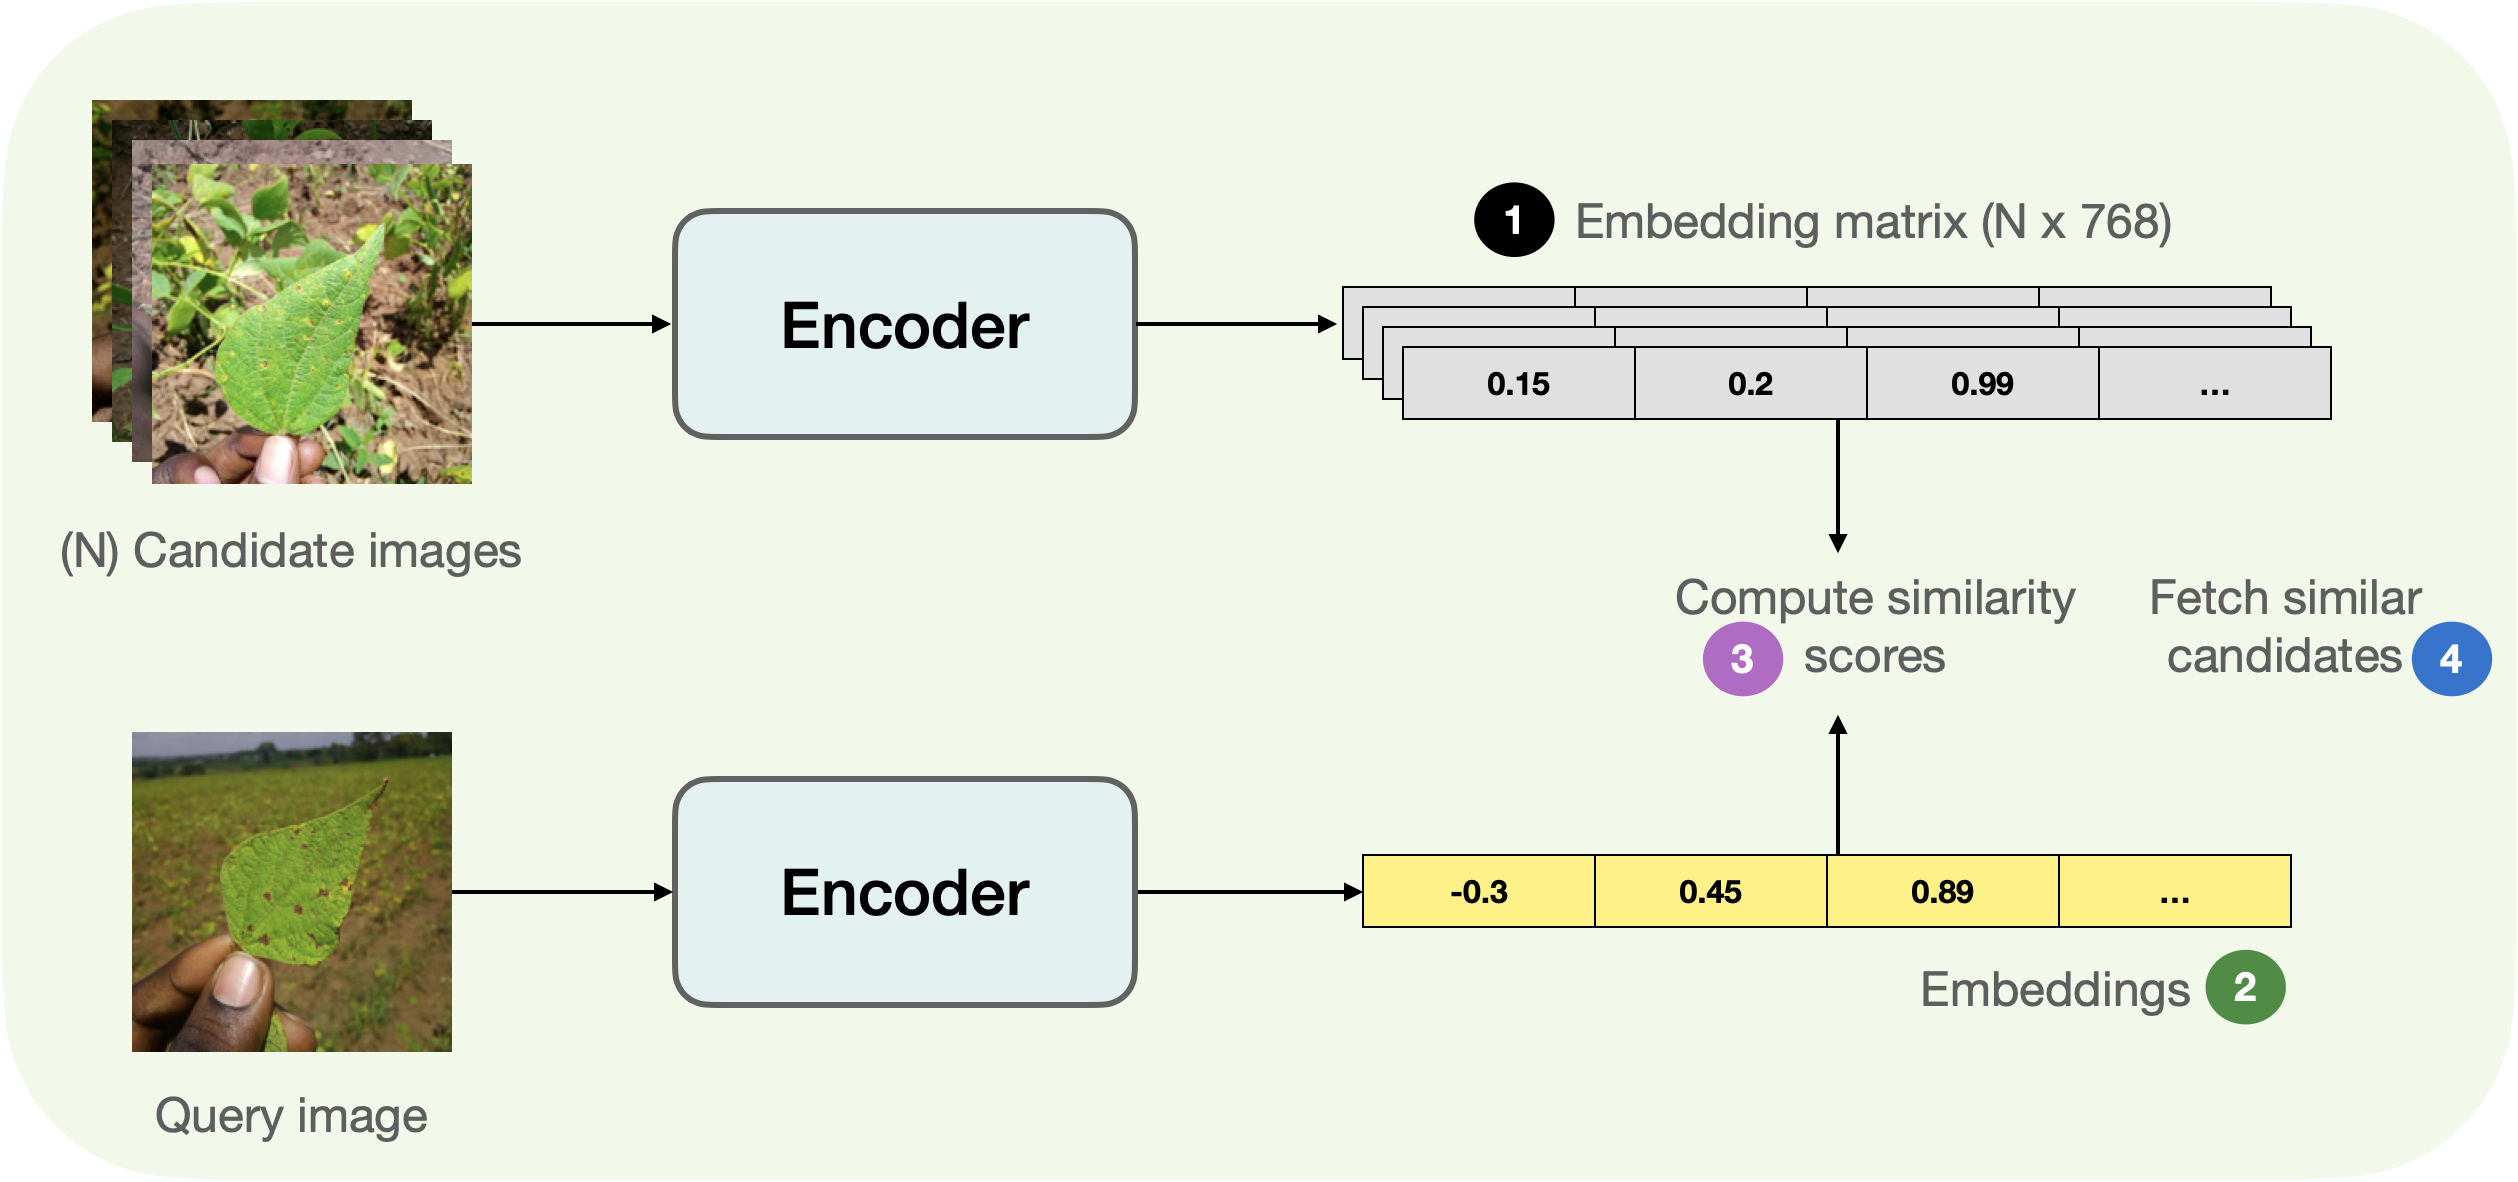 1 Embedding matrix (N x 768)
Encoder
0.15 0.2 0.99 ...
(N) Candidate images
Compute similarity
3 scores
Fetch similar
candidates 4
Encoder
-0.3 0.45 0.89 ...
Embeddings 2
Query image